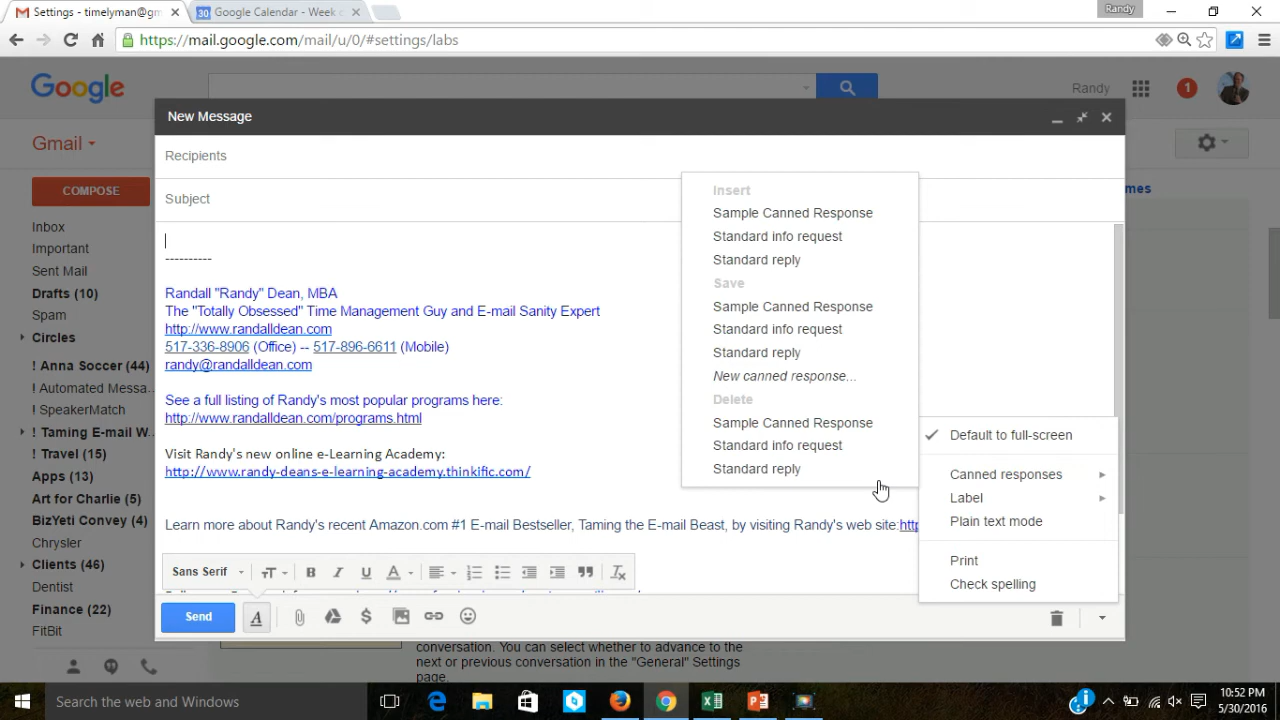 Settings - timelyman@gm
Google Calendar - Week o
Randy
https://mail.google.com/mail/u/0/#settings/labs
Google
Randy
1
Gmail
COMPOSE
Inbox
Important
Sent Mail
Drafts (10)
Spam
Circles
! Anna Soccer (44)
! Automated Messa...
! SpeakerMatch
! Taming E-mail W...
! Travel (15)
Apps (13)
Art for Charlie (5)
BizYeti Convey (4)
Chrysler
Clients (46)
Dentist
Finance (22)
FitBit
mes
New Message
Recipients
Subject
----------
Randall "Randy" Dean, MBA
The "Totally Obsessed" Time Management Guy and E-mail Sanity Expert
http://www.randalldean.com
517-336-8906 (Office) -- 517-896-6611 (Mobile)
randy@randalldean.com
See a full listing of Randy's most popular programs here:
http://www.randalldean.com/programs.html
Visit Randy's new online e-Learning Academy:
http://www.randy-deans-e-learning-academy.thinkific.com/
Learn more about Randy's recent Amazon.com #1 E-mail Bestseller, Taming the E-mail Beast, by visiting Randy's web site:http
Insert
Sample Canned Response
Standard info request
Standard reply
Save
Sample Canned Response
Standard info request
Standard reply
New canned response...
Delete
Sample Canned Response
Standard info request
Standard reply
Default to full-screen
Canned responses
Label
Plain text mode
Print
Check spelling
Sans Serif
Send
conversation. You can select whether to advance to the
next or previous conversation in the "General" Settings
page.
Search the web and Windows
10:52 PM
5/30/2016